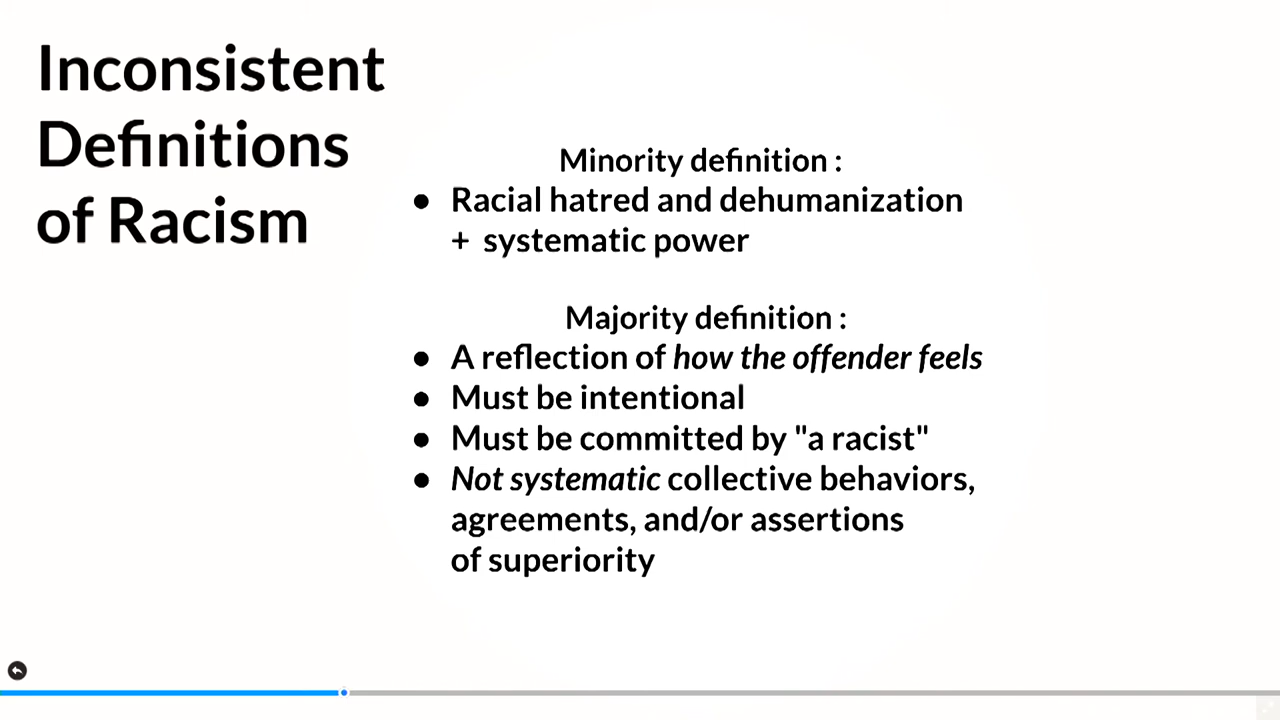 Inconsistent
Definitions
of Racism
Minority definition :
● Racial hatred and dehumanization
+ systematic power
Majority definition :
● A reflection of how the offender feels
● Must be intentional
● Must be committed by "a racist"
● Not systematic collective behaviors,
agreements, and/or assertions
of superiority